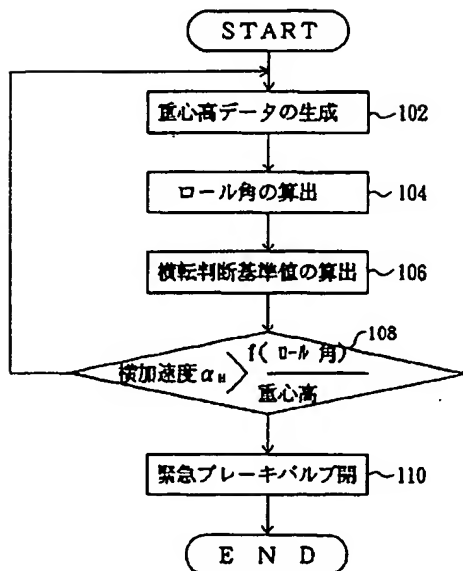 START
重心高データの生成 102
ロール角の算出 104
横転判断基準値の算出 106
108
f( ロール 角)
横加速度αH >
重心高
緊急ブレーキバルブ開 110
END